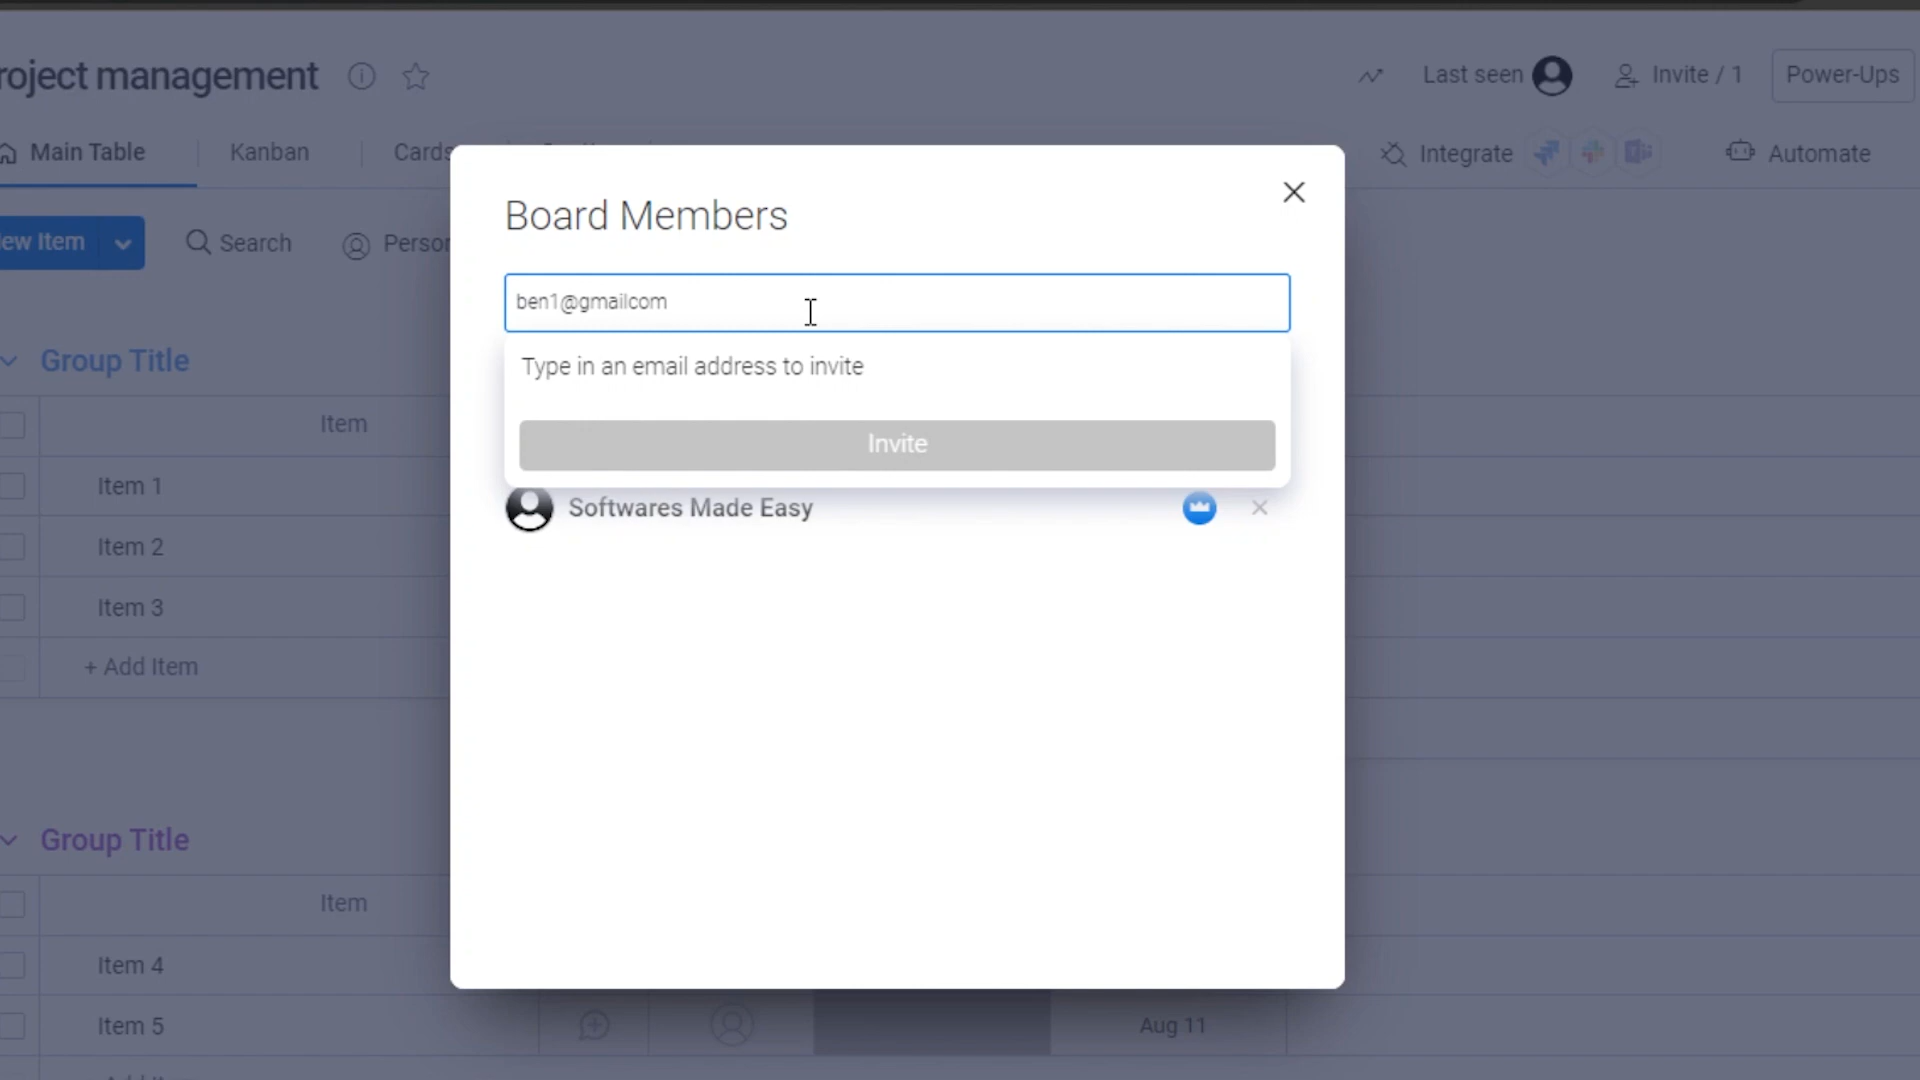 roject management
Last seen
Invite / 1
Power-Ups
Main Table
Kanban
Cards
Integrate
Automate
ew Item
Search
Person
Board Members
ben1@gmailcom
Type in an email address to invite
Invite
Softwares Made Easy
Group Title
Item
Item 1
Item 2
Item 3
+ Add Item
Group Title
Item
Item 4
Item 5
Aug 11